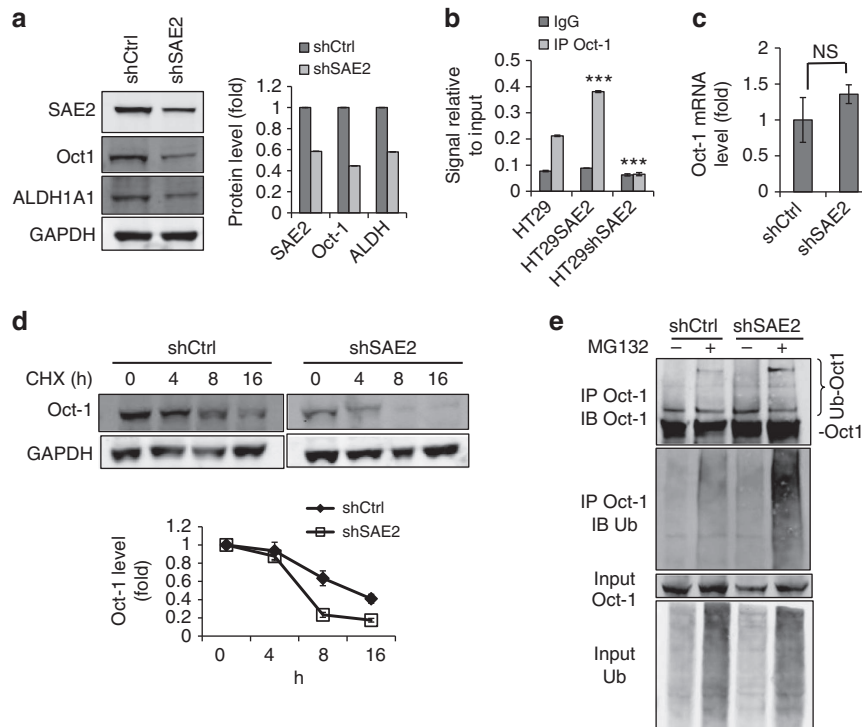 a
shCtrl
shSAE2
SAE2
Oct1
ALDH1A1
GAPDH
shCtrl
shSAE2
Protein level (fold)
1.2
1
0.8
0.6
0.4
0.2
0
SAE2
Oct-1
ALDH
b
IgG
IP Oct-1
Signal relative
to input
0.5
0.4
0.3
0.2
0.1
0
***
***
HT29
HT29SAE2
HT29shSAE2
c
NS
Oct-1 mRNA
level (fold)
2
1.5
1
0.5
0
shCtrl
shSAE2
d
shCtrl
shSAE2
CHX (h)
0 4 8 16
0 4 8 16
Oct-1
GAPDH
shCtrl
shSAE2
Oct-1 level
(fold)
1.2
1
0.8
0.6
0.4
0.2
0
0 4 8 16
h
e
shCtrl shSAE2
MG132 – + – +
IP Oct-1
IB Oct-1
Ub-Oct1
-Oct1
IP Oct-1
IB Ub
Input
Oct-1
Input
Ub